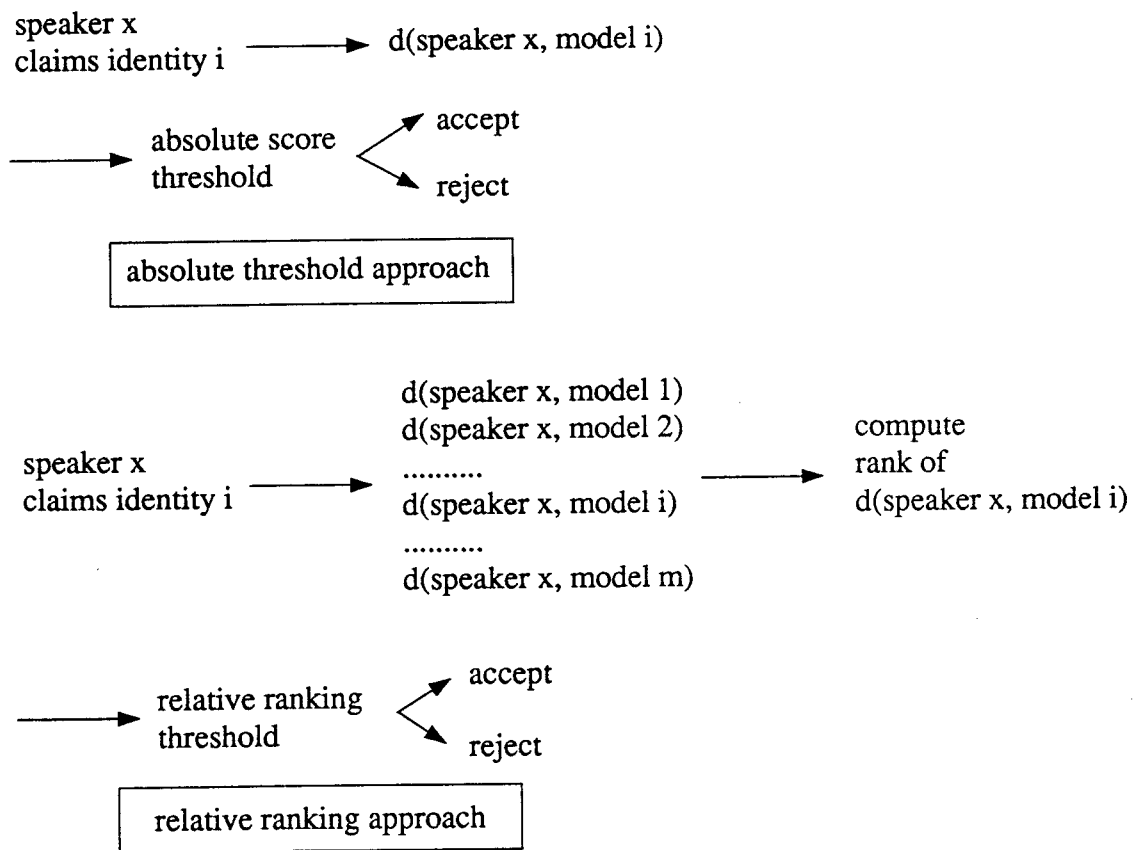 speaker x
claims identity i
d(speaker x, model i)
absolute score
threshold
accept
reject
absolute threshold approach
speaker x
claims identity i
d(speaker x, model 1)
d(speaker x, model 2)
..........
d(speaker x, model i)
..........
d(speaker x, model m)
compute
rank of
d(speaker x, model i)
relative ranking
threshold
accept
reject
relative ranking approach